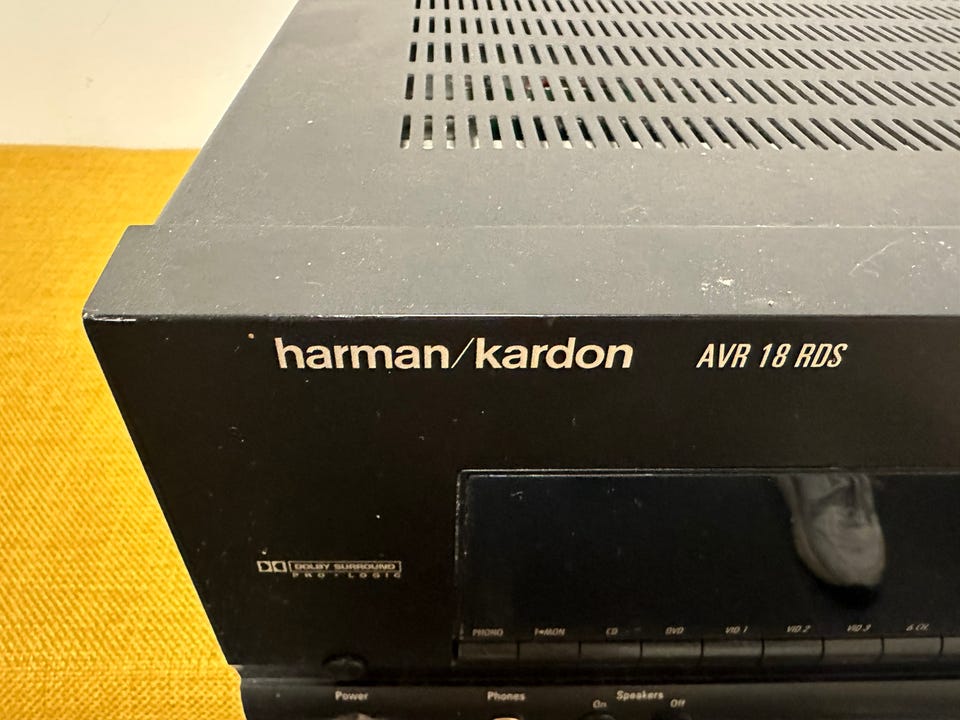 harman/kardon AVR 18 RDS
DOLBY SURROUND
PRO · LOGIC
PHONO CD DVD VID 1 VID 2 VID 3 6 CH.
Power Phones Speakers
On Off